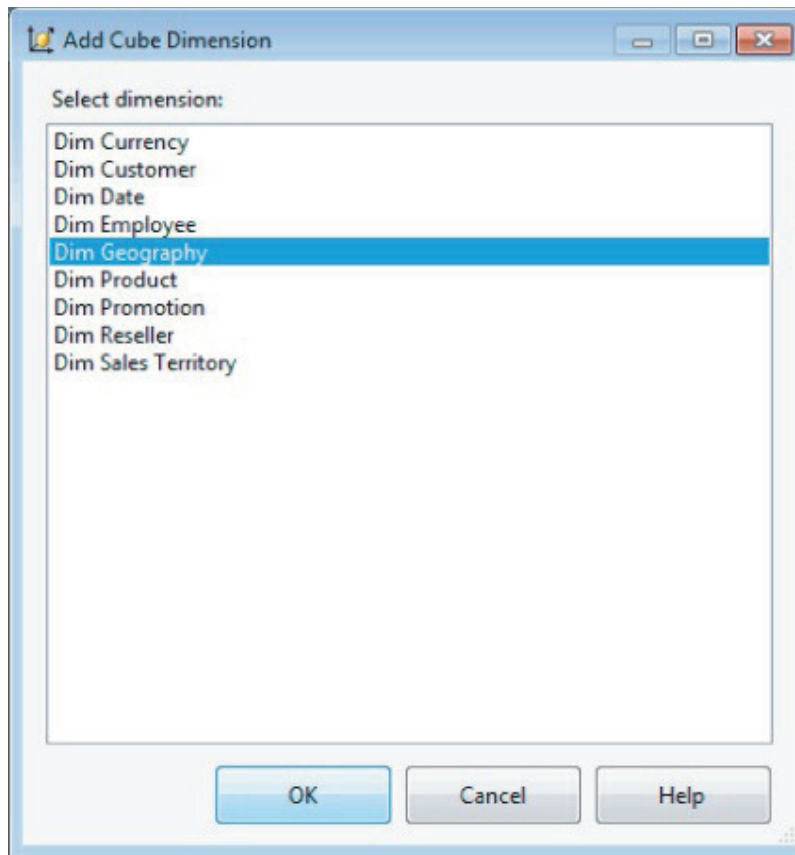 Add Cube Dimension
Select dimension:
Dim Currency
Dim Customer
Dim Date
Dim Employee
Dim Geography
Dim Product
Dim Promotion
Dim Reseller
Dim Sales Territory
OK Cancel Help